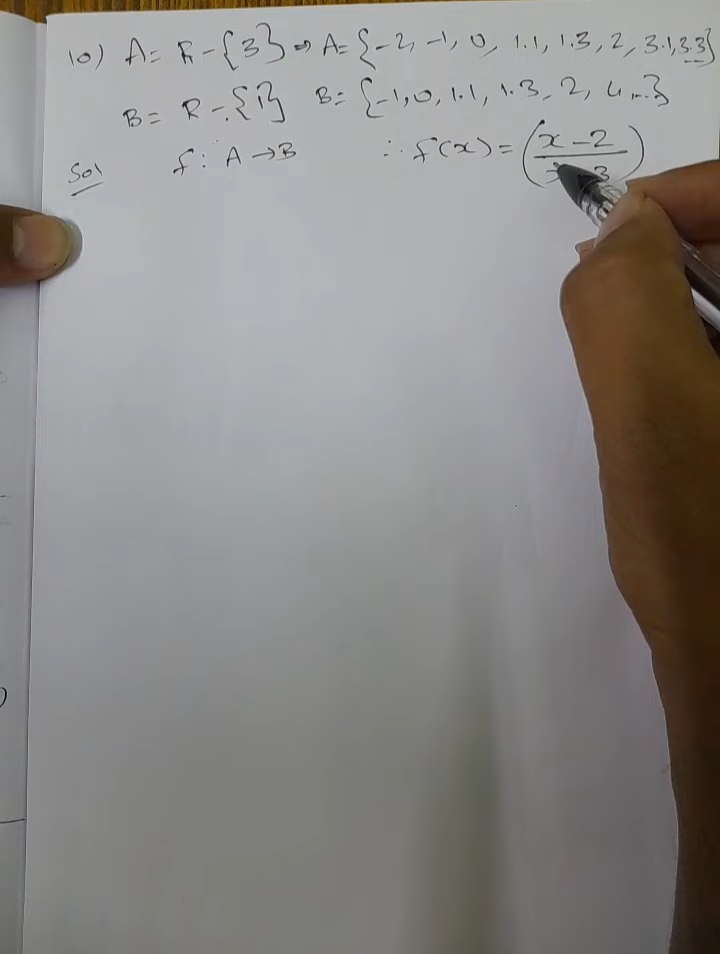 10) A = R - {3} ⇒ A = {-2, -1, 0, 1.1, 1.3, 2, 3.1, 3.3}
B = R - {1} B = {-1, 0, 1.1, 1.3, 2, 4, ...}
Sol f : A → B ∴ f(x) = (x - 2 / x - 3)